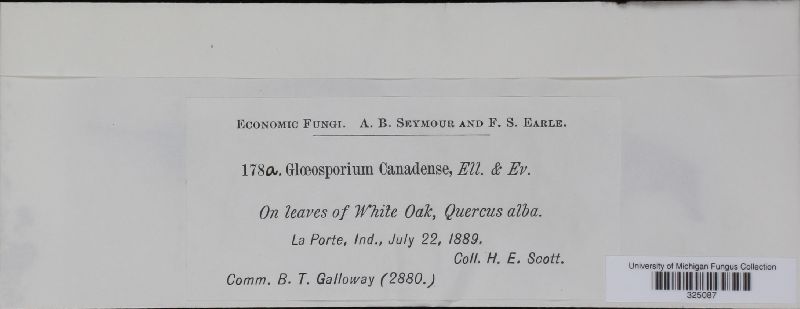 ECONOMIC FUNGI. A. B. SEYMOUR AND F. S. EARLE.
178a. Glœosporium Canadense, Ell. & Ev.
On leaves of White Oak, Quercus alba.
La Porte, Ind., July 22, 1889.
Coll. H. E. Scott.
Comm. B. T. Galloway (2880.)
University of Michigan Fungus Collection
325087